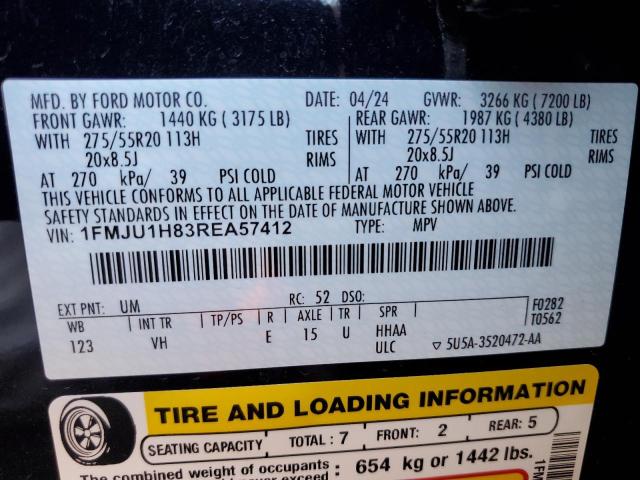 MFD. BY FORD MOTOR CO. DATE: 04/24 GVWR: 3266 KG ( 7200 LB)
FRONT GAWR: 1440 KG ( 3175 LB) REAR GAWR: 1987 KG ( 4380 LB)
WITH 275/55R20 113H TIRES WITH 275/55R20 113H TIRES
20x8.5J RIMS 20x8.5J RIMS
AT 270 kPa/ 39 PSI COLD AT 270 kPa/ 39 PSI COLD
THIS VEHICLE CONFORMS TO ALL APPLICABLE FEDERAL MOTOR VEHICLE
SAFETY STANDARDS IN EFFECT ON THE DATE OF MANUFACTURE SHOWN ABOVE.
VIN: 1FMJU1H83REA57412 TYPE: MPV
EXT PNT: UM RC: 52 DSO: F0282
WB INT TR TP/PS R AXLE TR SPR T0562
123 VH E 15 U HHAA
ULC ▽ 5U5A-3520472-AA
TIRE AND LOADING INFORMATION
SEATING CAPACITY TOTAL : 7 FRONT: 2 REAR: 5
The combined weight of occupants : 654 kg or 1442 lbs.
never exceed
1FM